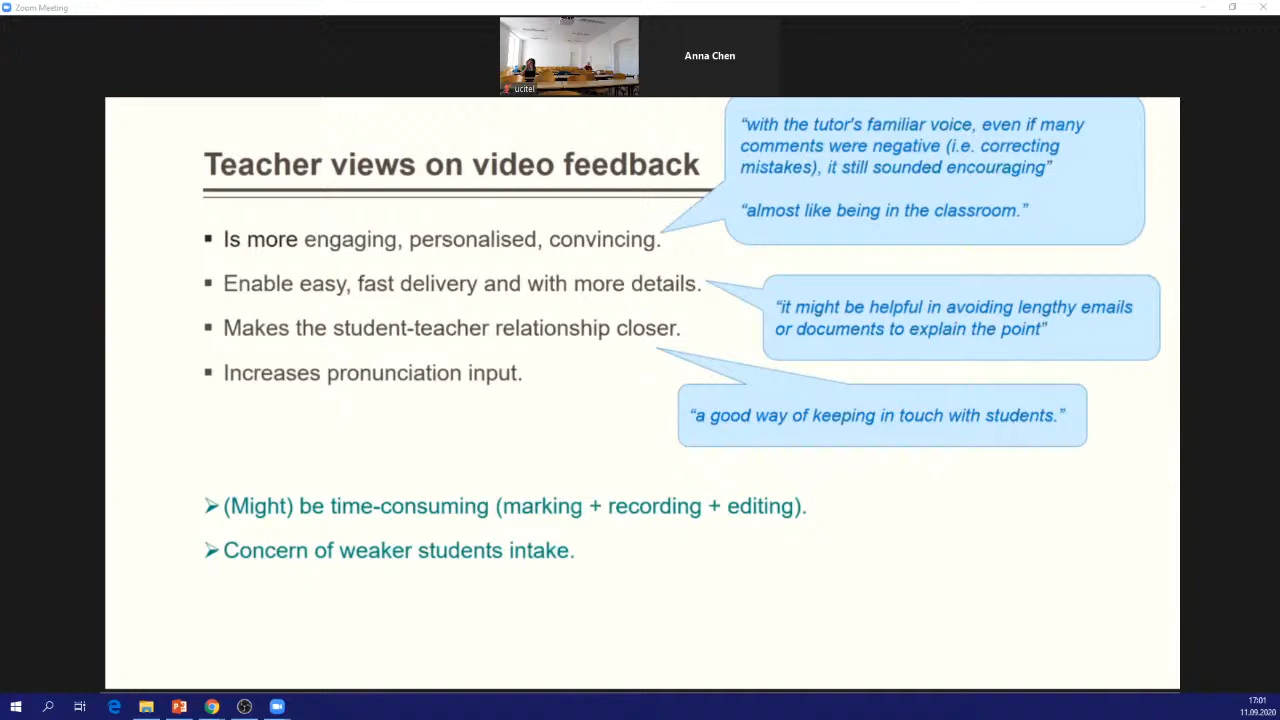 Zoom Meeting
Anna Chen
ucitel
Teacher views on video feedback
“with the tutor's familiar voice, even if many
comments were negative (i.e. correcting
mistakes), it still sounded encouraging”
“almost like being in the classroom.”
▪ Is more engaging, personalised, convincing.
▪ Enable easy, fast delivery and with more details.
“it might be helpful in avoiding lengthy emails
or documents to explain the point”
▪ Makes the student-teacher relationship closer.
▪ Increases pronunciation input.
“a good way of keeping in touch with students.”
➢ (Might) be time-consuming (marking + recording + editing).
➢ Concern of weaker students intake.
17:01
11.09.2020